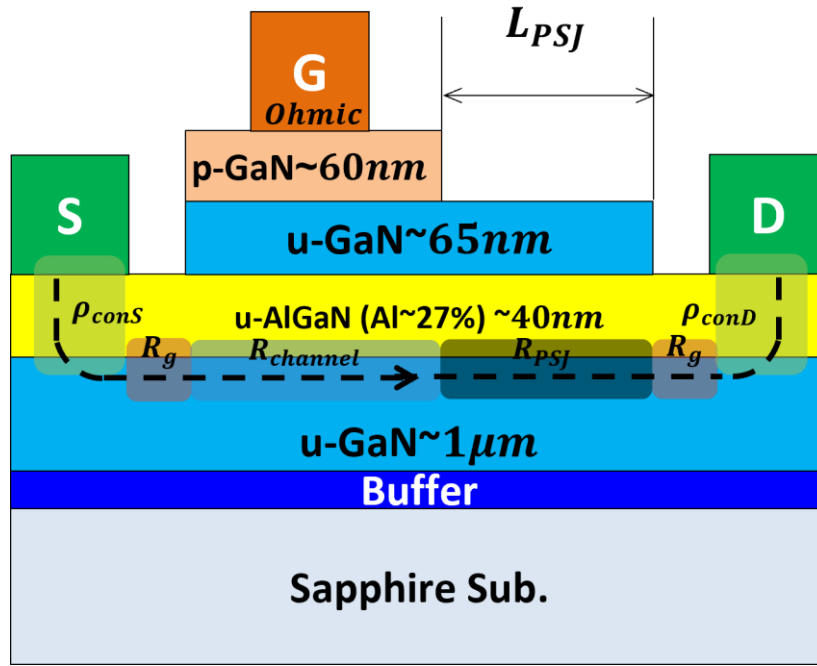 L_PSJ
G
Ohmic
p-GaN~60nm
S
D
u-GaN~65nm
ρ_conS
u-AlGaN (Al~27%) ~40nm
ρ_conD
R_g
R_channel
R_PSJ
R_g
u-GaN~1μm
Buffer
Sapphire Sub.